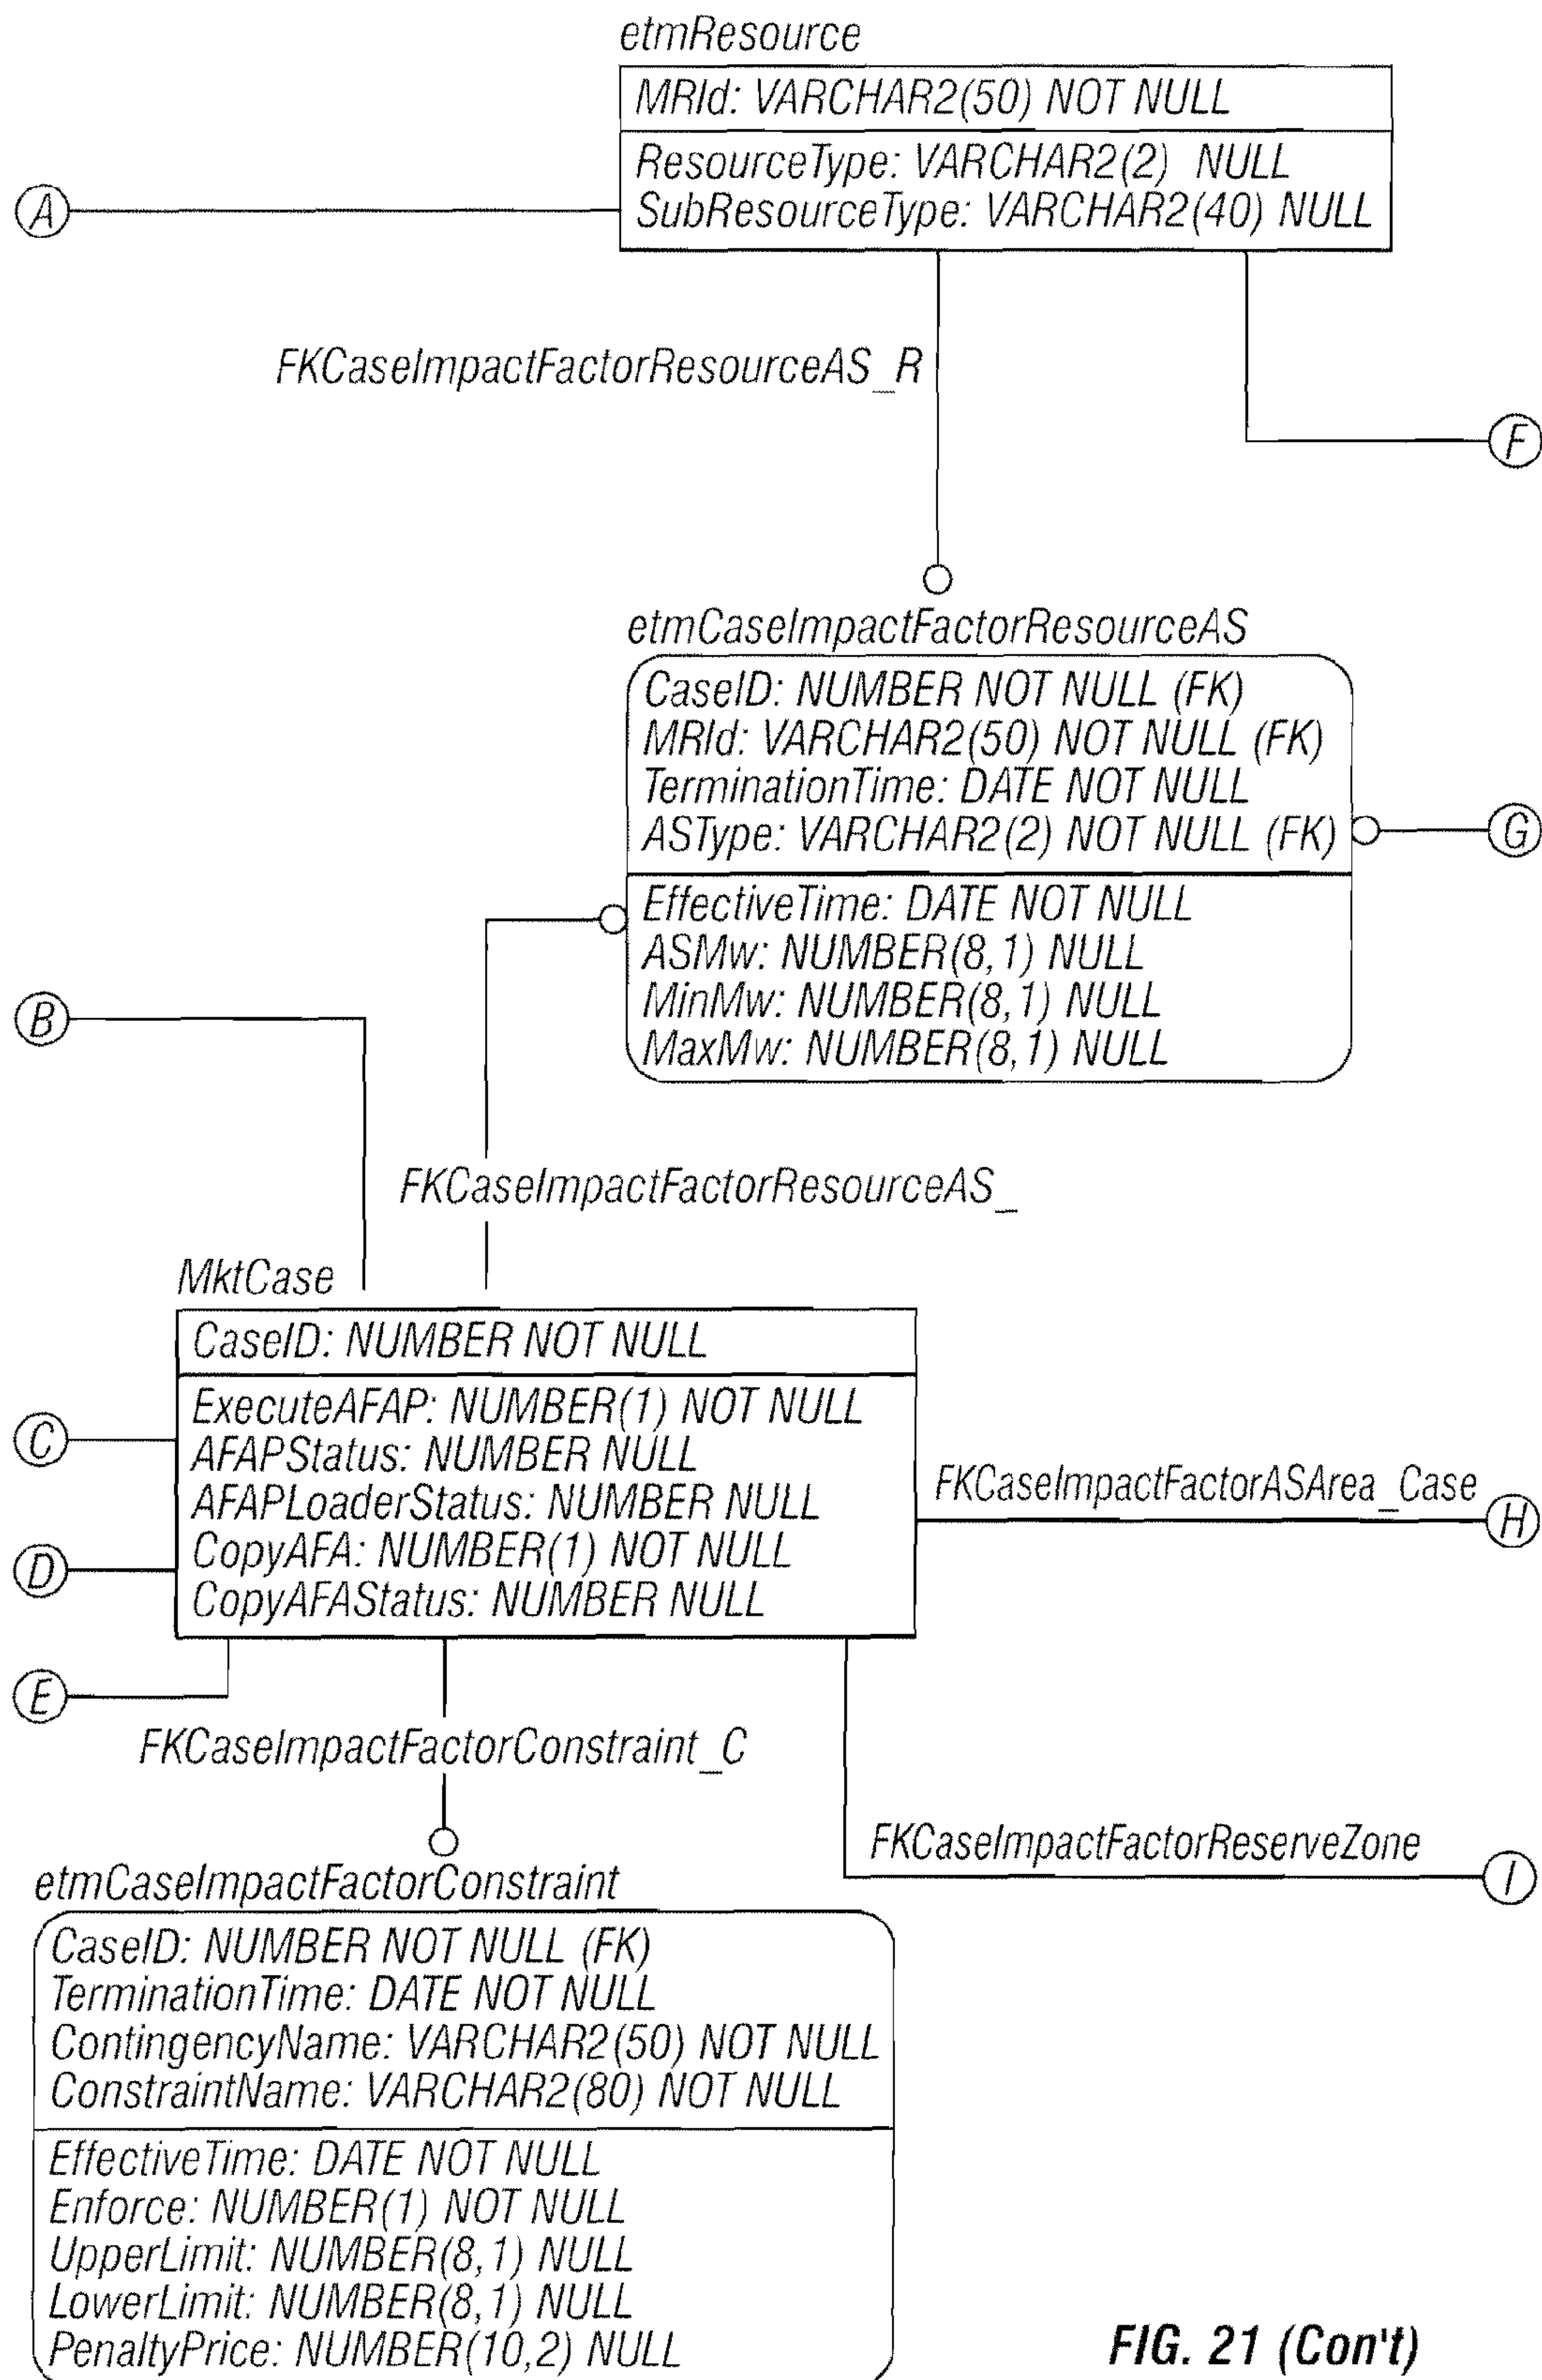 etmResource
MRId: VARCHAR2(50) NOT NULL
ResourceType: VARCHAR2(2) NULL
SubResourceType: VARCHAR2(40) NULL
A
FKCaseImpactFactorResourceAS_R
F
etmCaseImpactFactorResourceAS
CaseID: NUMBER NOT NULL (FK)
MRId: VARCHAR2(50) NOT NULL (FK)
TerminationTime: DATE NOT NULL
ASType: VARCHAR2(2) NOT NULL (FK)
G
EffectiveTime: DATE NOT NULL
ASMw: NUMBER(8,1) NULL
MinMw: NUMBER(8,1) NULL
MaxMw: NUMBER(8,1) NULL
B
FKCaseImpactFactorResourceAS_
MktCase
CaseID: NUMBER NOT NULL
ExecuteAFAP: NUMBER(1) NOT NULL
AFAPStatus: NUMBER NULL
AFAPLoaderStatus: NUMBER NULL
CopyAFA: NUMBER(1) NOT NULL
CopyAFAStatus: NUMBER NULL
C
D
FKCaseImpactFactorASArea_Case
H
E
FKCaseImpactFactorConstraint_C
FKCaseImpactFactorReserveZone
I
etmCaseImpactFactorConstraint
CaseID: NUMBER NOT NULL (FK)
TerminationTime: DATE NOT NULL
ContingencyName: VARCHAR2(50) NOT NULL
ConstraintName: VARCHAR2(80) NOT NULL
EffectiveTime: DATE NOT NULL
Enforce: NUMBER(1) NOT NULL
UpperLimit: NUMBER(8,1) NULL
LowerLimit: NUMBER(8,1) NULL
PenaltyPrice: NUMBER(10,2) NULL
FIG. 21 (Con't)